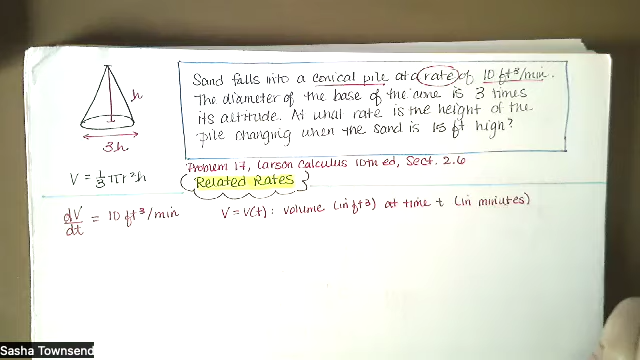 Sand falls into a conical pile at a rate of 10 ft³/min.
The diameter of the base of the cone is 3 times
its altitude. At what rate is the height of the
pile changing when the sand is 15 ft high?
h
3h
V = 1/3 πr²h
Problem 17, Larson Calculus 10th ed, Sect. 2.6
Related Rates
dV/dt = 10 ft³/min
V = V(t): volume (in ft3) at time t (in minutes)
Sasha Townsend